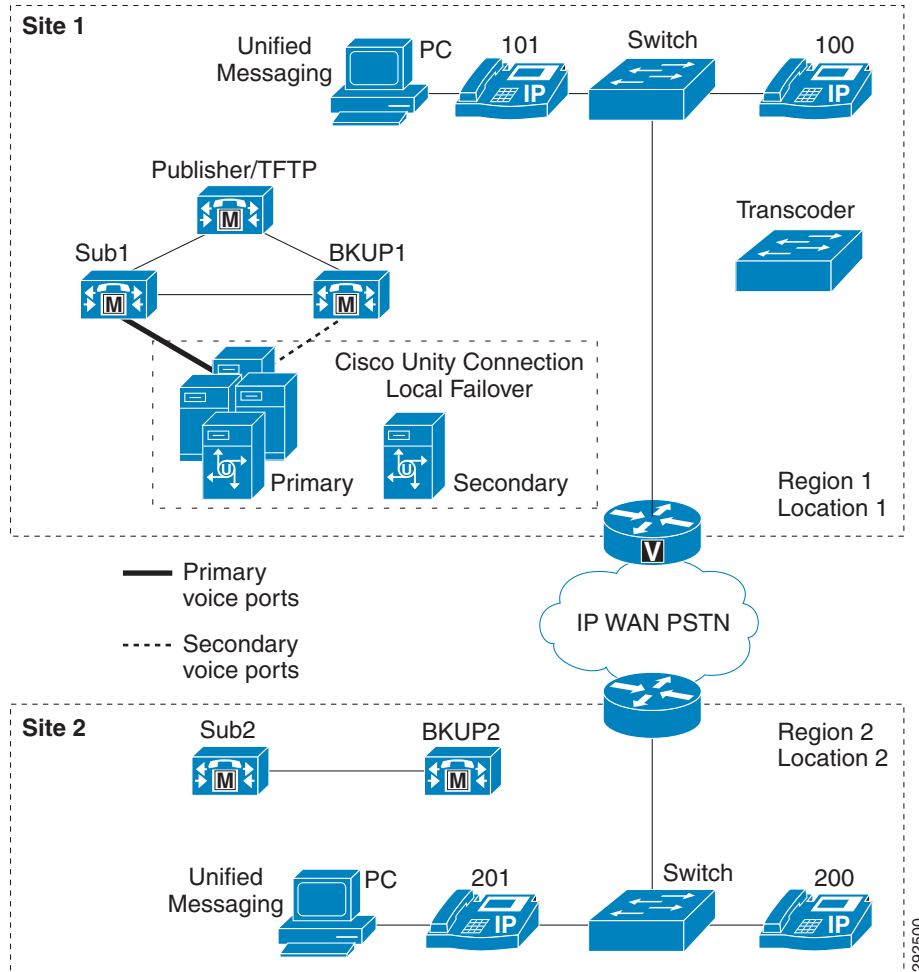 Site 1
Unified
Messaging
PC
101
Switch
100
IP
IP
Publisher/TFTP
M
Transcoder
Sub1
BKUP1
M
M
Cisco Unity Connection
Local Failover
U
Primary
U
Secondary
Region 1
Location 1
V
Primary
voice ports
Secondary
voice ports
IP WAN PSTN
Site 2
Sub2
BKUP2
M
M
Region 2
Location 2
Unified
Messaging
PC
201
Switch
200
IP
IP
292500